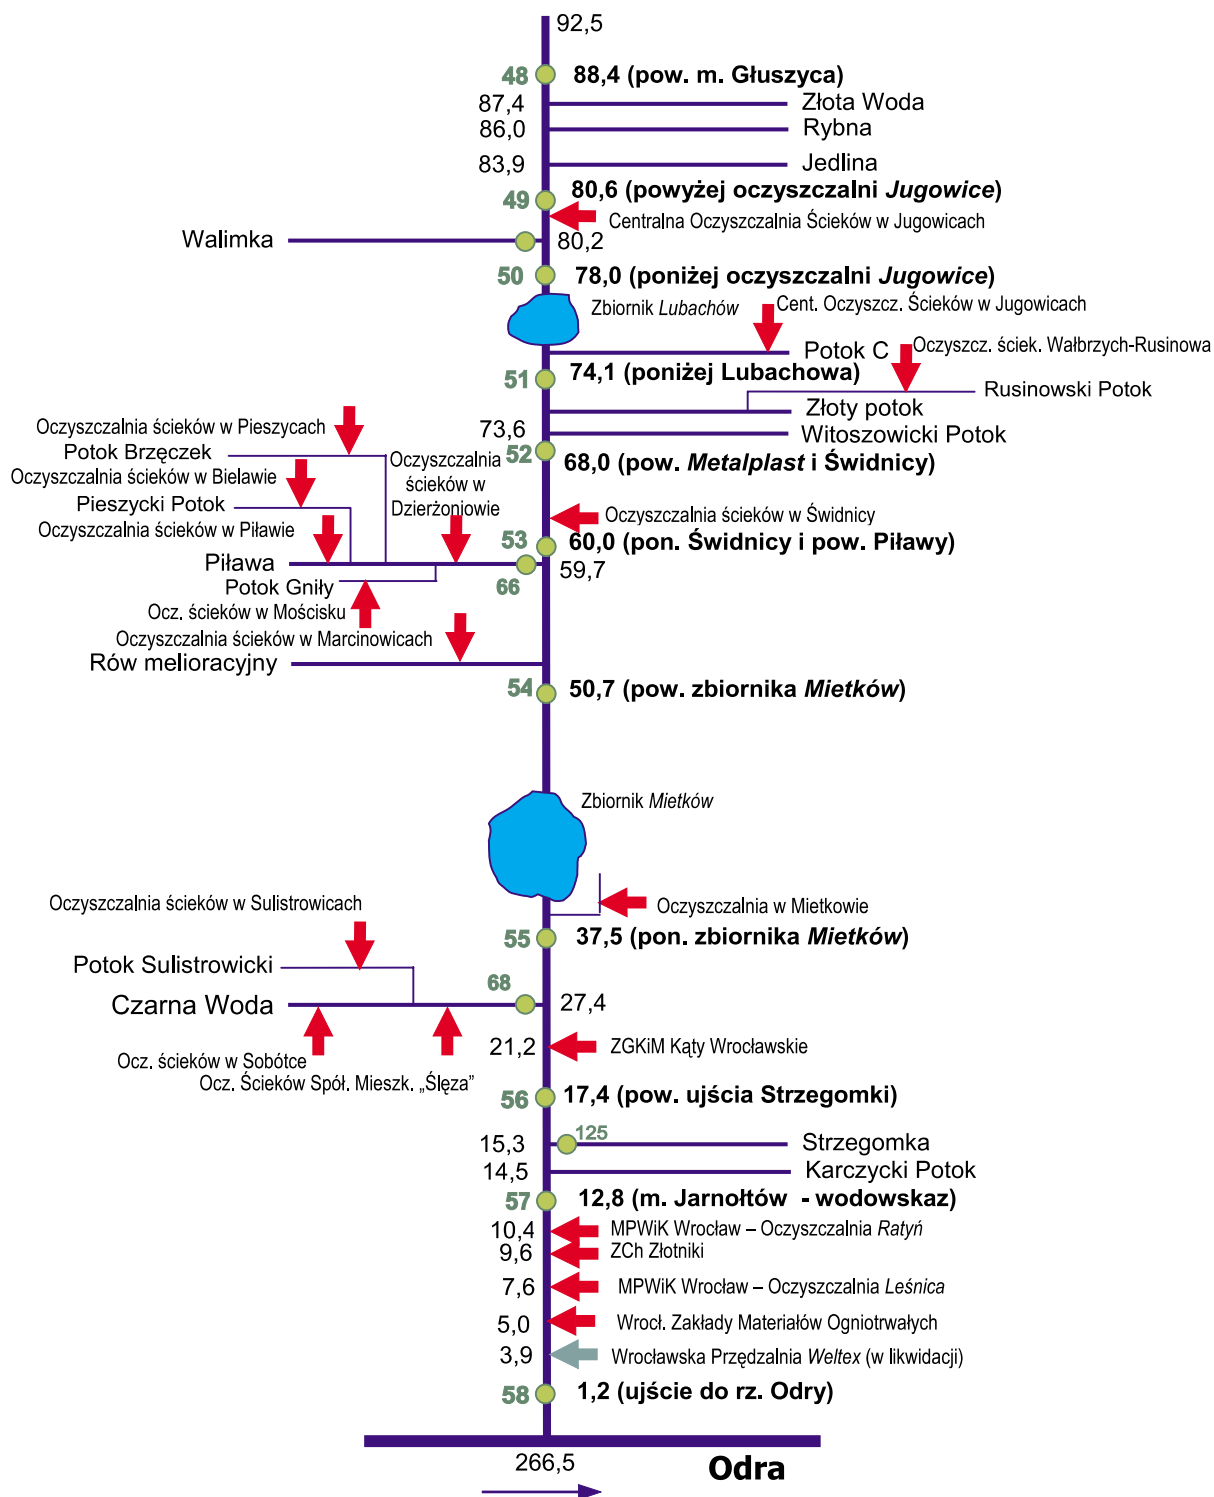 92,5
48 88,4 (pow. m. Głuszyca)
87,4 Złota Woda
86,0 Rybna
83,9 Jedlina
49 80,6 (powyżej oczyszczalni Jugowice)
Centralna Oczyszczalnia Ścieków w Jugowicach
Walimka 80,2
50 78,0 (poniżej oczyszczalni Jugowice)
Zbiornik Lubachów
Cent. Oczyszcz. Ścieków w Jugowicach
Potok C
Oczyszcz. ściek. Wałbrzych-Rusinowa
51 74,1 (poniżej Lubachowa)
Rusinowski Potok
Złoty potok
73,6 Witoszowicki Potok
52 68,0 (pow. Metalplast i Świdnicy)
Oczyszczalnia ścieków w Pieszycach
Potok Brzęczek
Oczyszczalnia ścieków w Bielawie
Pieszycki Potok
Oczyszczalnia
ścieków w
Dzierżoniowie
Oczyszczalnia ścieków w Piławie
Oczyszczalnia ścieków w Świdnicy
53 60,0 (pon. Świdnicy i pow. Piławy)
Piława 59,7
66
Potok Gniły
Ocz. ścieków w Mościsku
Oczyszczalnia ścieków w Marcinowicach
Rów melioracyjny
54 50,7 (pow. zbiornika Mietków)
Zbiornik Mietków
Oczyszczalnia w Mietkowie
55 37,5 (pon. zbiornika Mietków)
Oczyszczalnia ścieków w Sulistrowicach
Potok Sulistrowicki
68
Czarna Woda 27,4
Ocz. ścieków w Sobótce
Ocz. Ścieków Spół. Mieszk. „Ślęza”
21,2 ZGKiM Kąty Wrocławskie
56 17,4 (pow. ujścia Strzegomki)
125
15,3 Strzegomka
14,5 Karczycki Potok
57 12,8 (m. Jarnołtów - wodowskaz)
10,4 MPWiK Wrocław – Oczyszczalnia Ratyń
9,6 ZCh Złotniki
7,6 MPWiK Wrocław – Oczyszczalnia Leśnica
5,0 Wrocł. Zakłady Materiałów Ogniotrwałych
3,9 Wrocławska Przędzalnia Weltex (w likwidacji)
58 1,2 (ujście do rz. Odry)
266,5 Odra